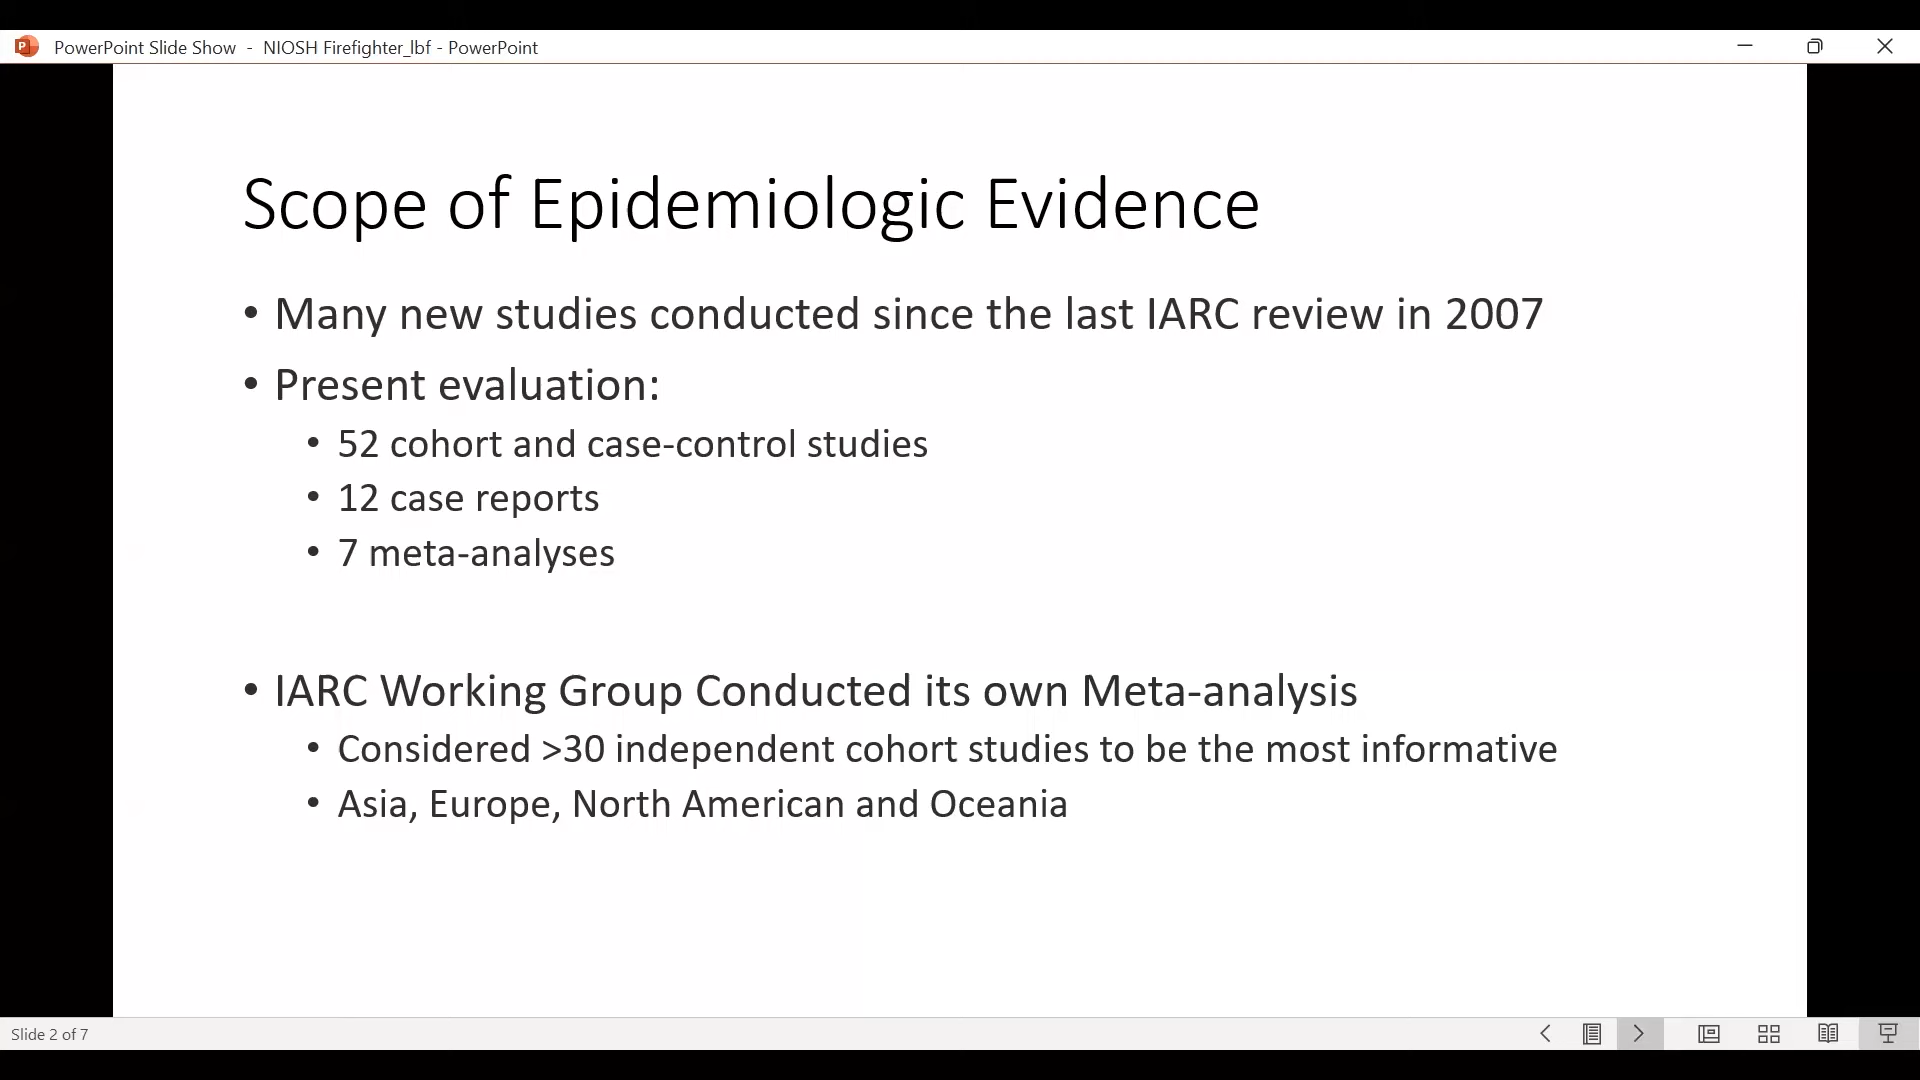 PowerPoint Slide Show - NIOSH Firefighter_lbf - PowerPoint
Scope of Epidemiologic Evidence
• Many new studies conducted since the last IARC review in 2007
• Present evaluation:
• 52 cohort and case-control studies
• 12 case reports
• 7 meta-analyses
• IARC Working Group Conducted its own Meta-analysis
• Considered >30 independent cohort studies to be the most informative
• Asia, Europe, North American and Oceania
Slide 2 of 7